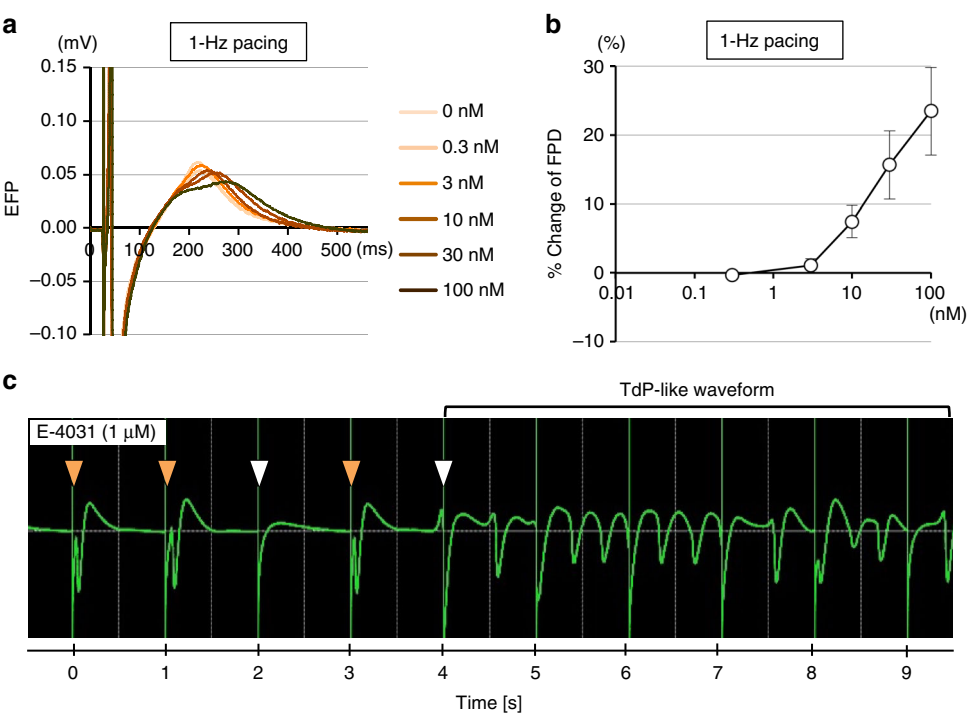 a
(mV)
1-Hz pacing
0.15
0.10
0.05
0.00
–0.05
–0.10
EFP
0 100 200 300 400 500 (ms)
0 nM
0.3 nM
3 nM
10 nM
30 nM
100 nM
b
(%)
1-Hz pacing
30
20
10
0
–10
% Change of FPD
0.01 0.1 1 10 100
(nM)
c
TdP-like waveform
E-4031 (1 μM)
0 1 2 3 4 5 6 7 8 9
Time [s]